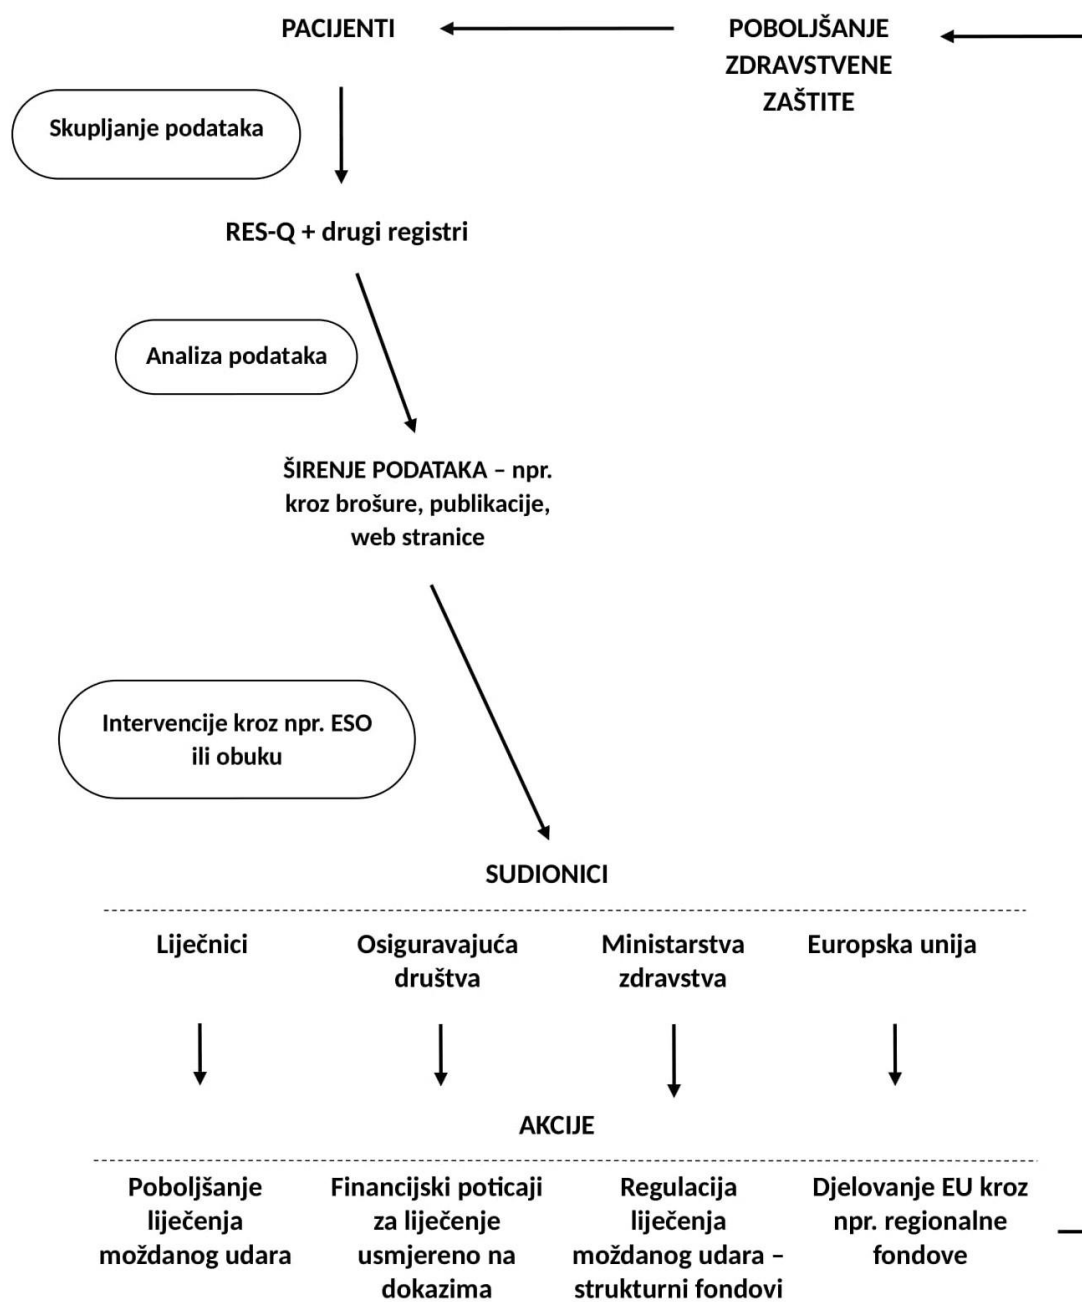 PACIJENTI
POBOLJŠANJE
ZDRAVSTVENE
ZAŠTITE
Skupljanje podataka
RES-Q + drugi registri
Analiza podataka
ŠIRENJE PODATAKA – npr.
kroz brošure, publikacije,
web stranice
Intervencije kroz npr. ESO
ili obuku
SUDIONICI
Liječnici
Osiguravajuća
društva
Ministarstva
zdravstva
Europska unija
AKCIJE
Poboljšanje
liječenja
moždanog udara
Financijski poticaji
za liječenje
usmjereno na
dokazima
Regulacija
liječenja
moždanog udara –
strukturni fondovi
Djelovanje EU kroz
npr. regionalne
fondove